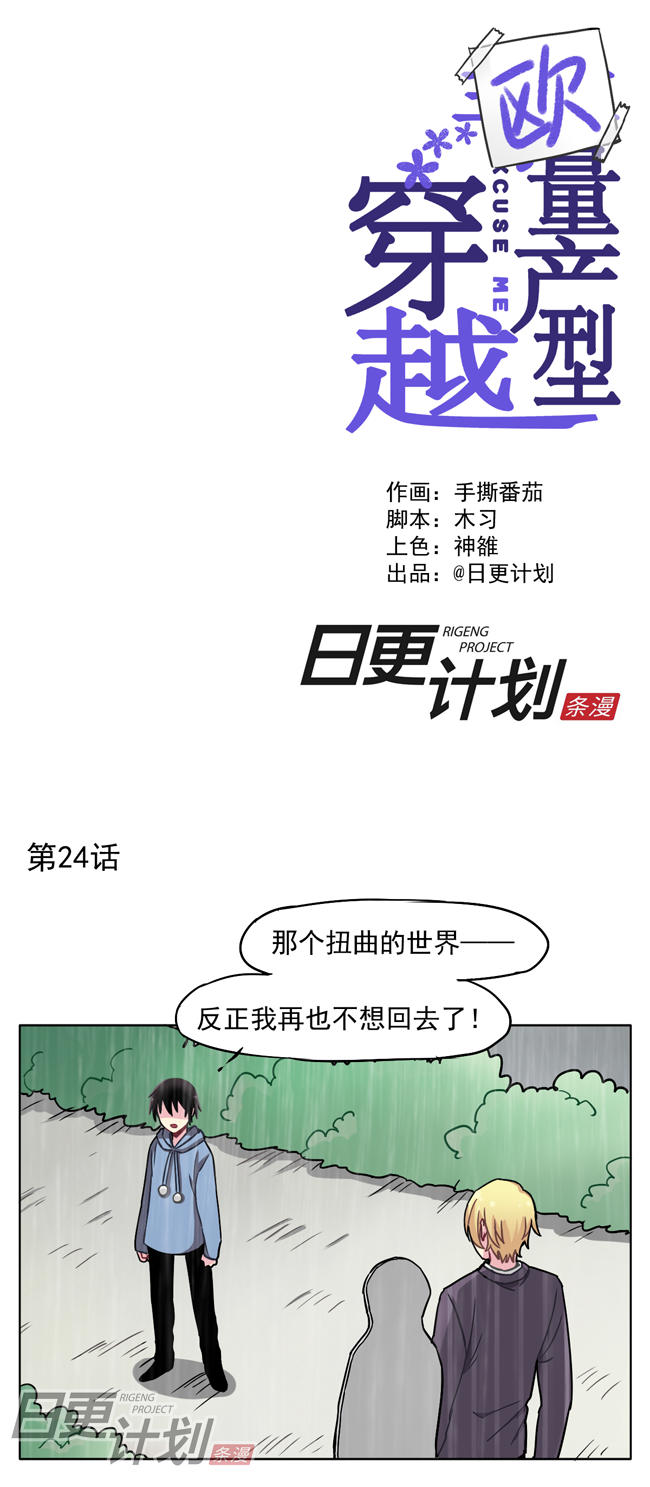 欧
量产型
穿越
XCUSE ME
作画：手撕番茄
脚本：木习
上色：神雒
出品：@日更计划
日更计划
RIGENG
PROJECT
条漫
第24话
那个扭曲的世界——
反正我再也不想回去了！
日更计划
RIGENG
PROJECT
条漫